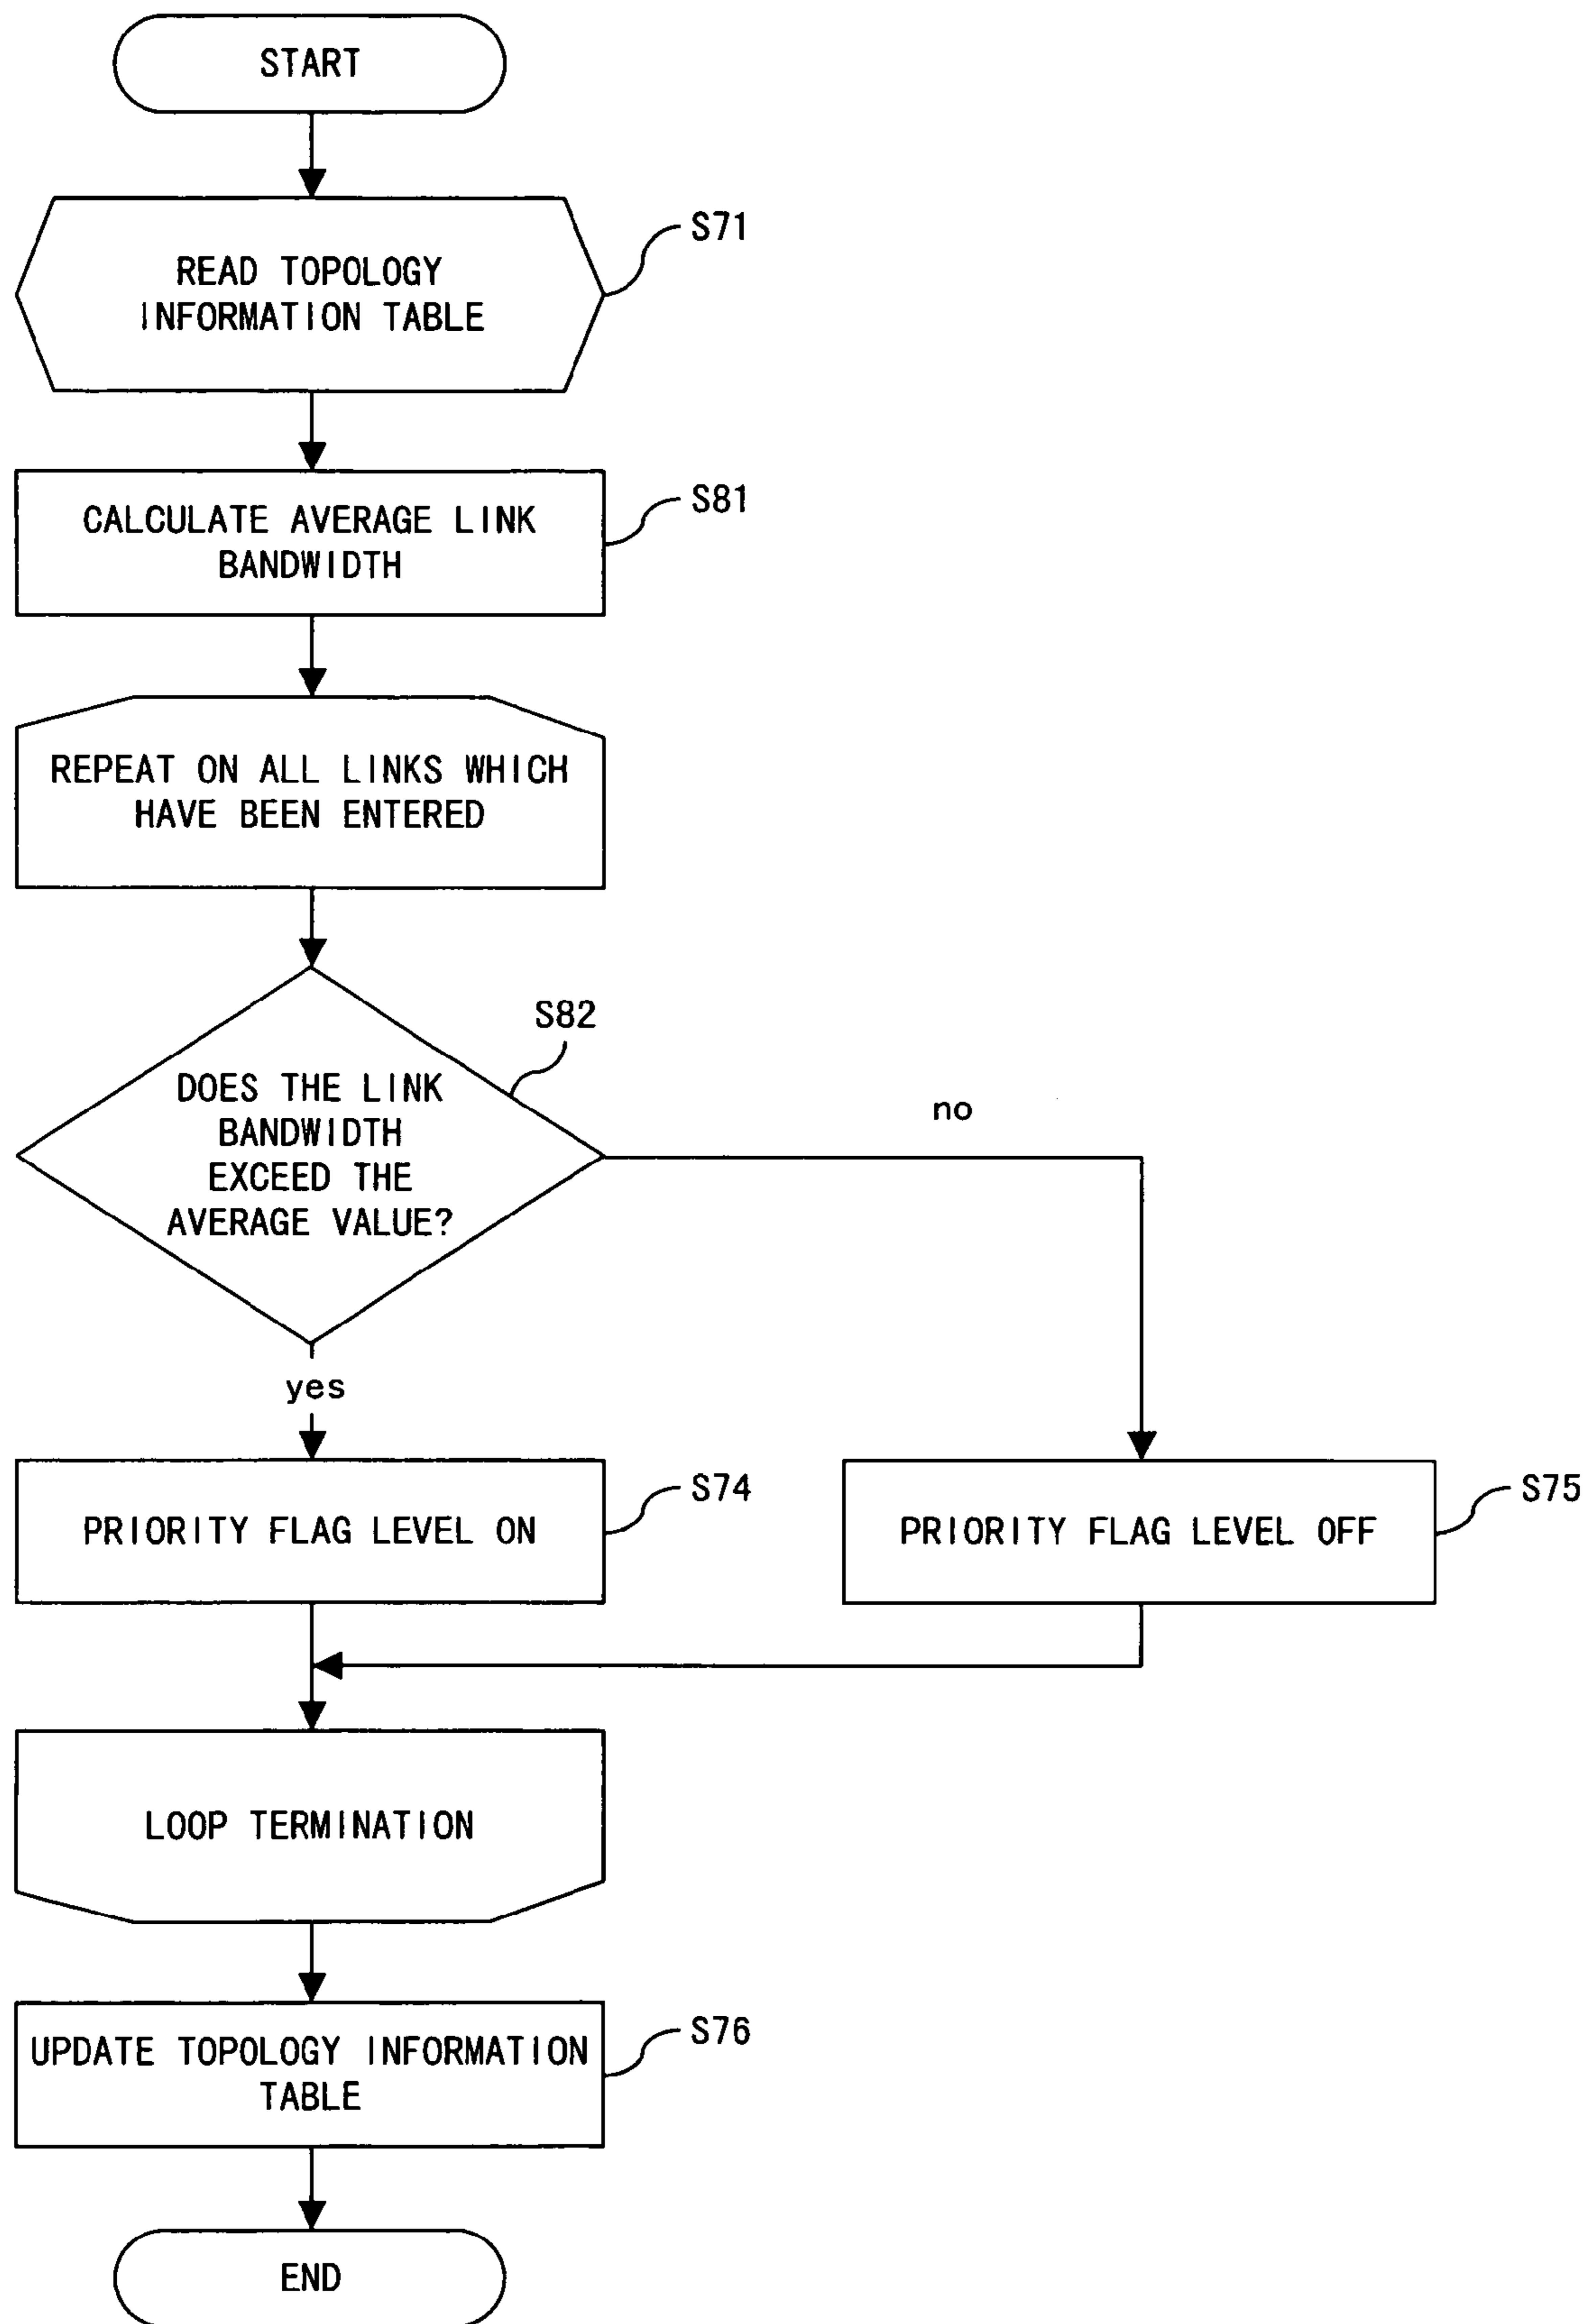 START
READ TOPOLOGY
INFORMATION TABLE
S71
CALCULATE AVERAGE LINK
BANDWIDTH
S81
REPEAT ON ALL LINKS WHICH
HAVE BEEN ENTERED
S82
DOES THE LINK
BANDWIDTH
EXCEED THE
AVERAGE VALUE?
no
yes
PRIORITY FLAG LEVEL ON
S74
PRIORITY FLAG LEVEL OFF
S75
LOOP TERMINATION
UPDATE TOPOLOGY INFORMATION
TABLE
S76
END